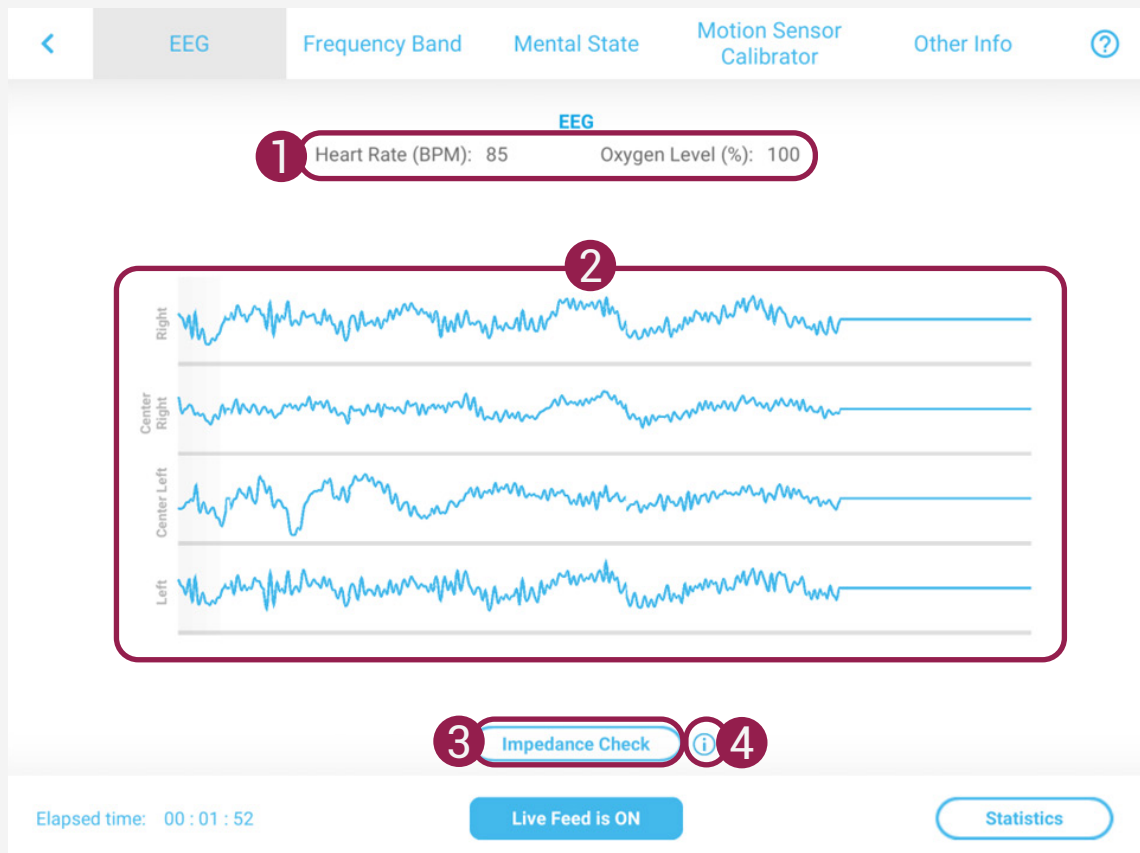 EEG
Frequency Band
Mental State
Motion Sensor
Calibrator
Other Info
?
EEG
1
Heart Rate (BPM): 85
Oxygen Level (%): 100
2
Right
Center
Right
Center Left
Left
3
Impedance Check
i
4
Elapsed time: 00 : 01 : 52
Live Feed is ON
Statistics